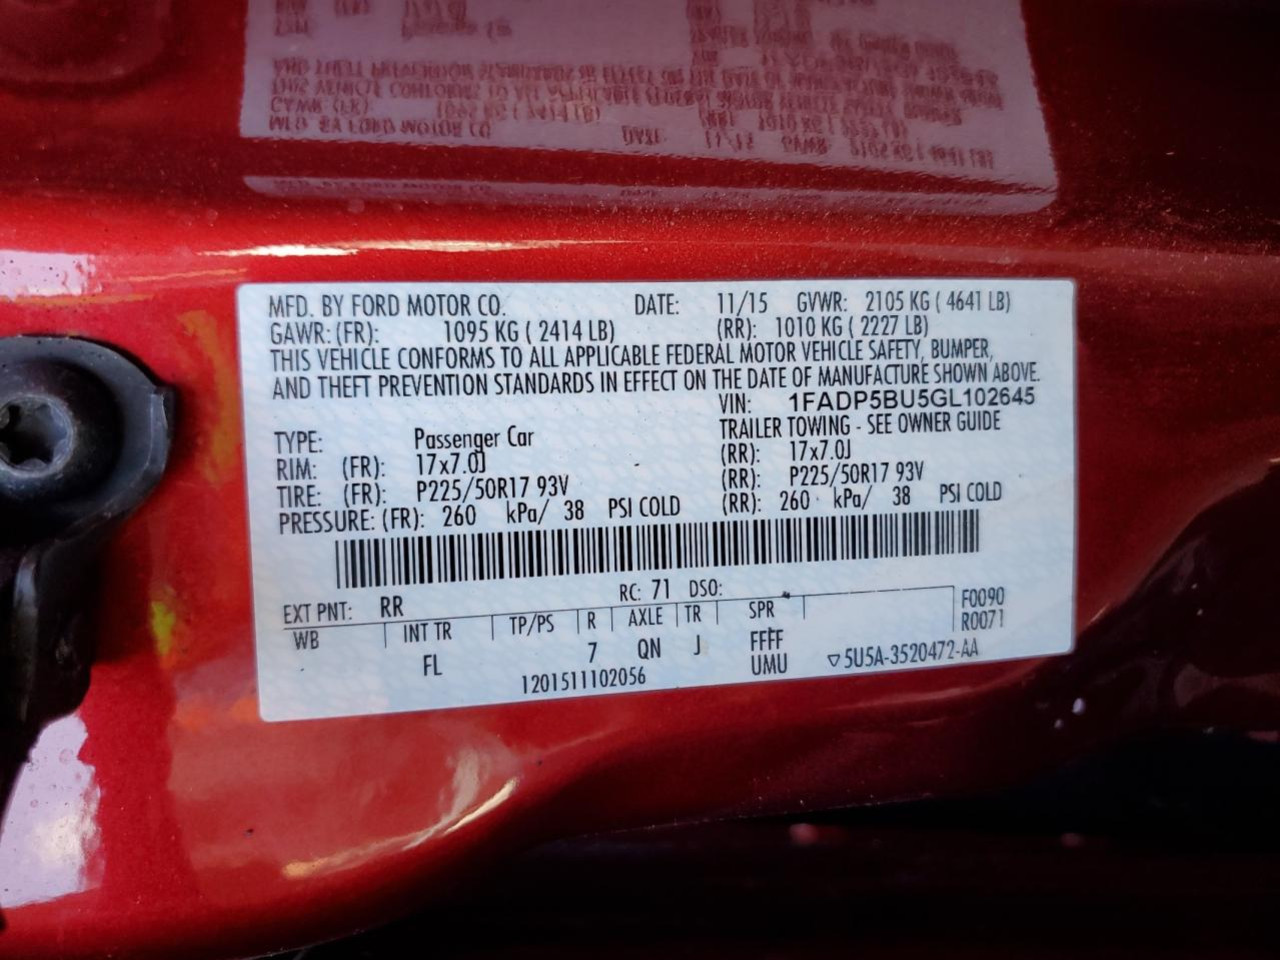 MFD. BY FORD MOTOR CO. DATE: 11/15 GVWR: 2105 KG ( 4641 LB)
GAWR: (FR): 1095 KG ( 2414 LB) (RR): 1010 KG ( 2227 LB)
THIS VEHICLE CONFORMS TO ALL APPLICABLE FEDERAL MOTOR VEHICLE SAFETY, BUMPER,
AND THEFT PREVENTION STANDARDS IN EFFECT ON THE DATE OF MANUFACTURE SHOWN ABOVE.
VIN: 1FADP5BU5GL102645
TYPE: Passenger Car TRAILER TOWING - SEE OWNER GUIDE
RIM: (FR): 17x7.0J (RR): 17x7.0J
TIRE: (FR): P225/50R17 93V (RR): P225/50R17 93V
PRESSURE: (FR): 260 kPa/ 38 PSI COLD (RR): 260 kPa/ 38 PSI COLD
RC: 71 DSO:
EXT PNT: RR F0090
WB INT TR TP/PS R AXLE TR SPR R0071
FL 7 QN J FFFF
UMU 5U5A-3520472-AA
1201511102056